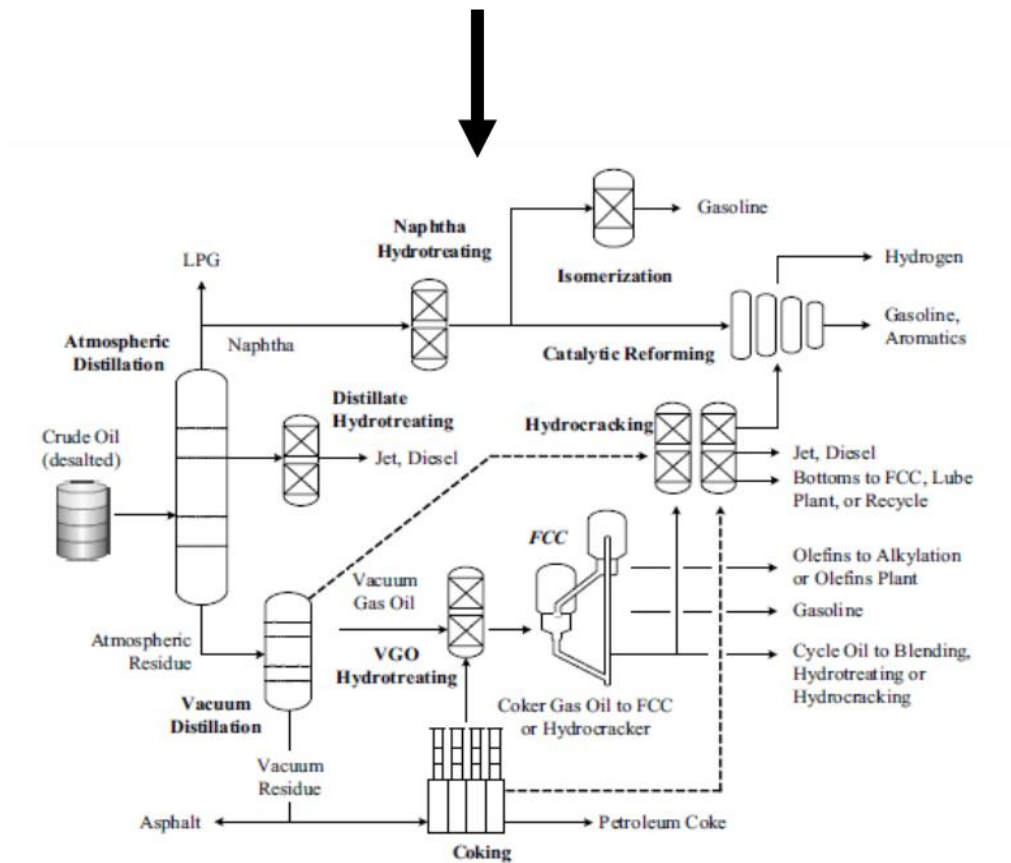 Naphtha
Hydrotreating
Gasoline
LPG
Isomerization
Hydrogen
Atmospheric
Distillation
Naphtha
Catalytic Reforming
Gasoline,
Aromatics
Distillate
Hydrotreating
Hydrocracking
Crude Oil
(desalted)
Jet, Diesel
Jet, Diesel
Bottoms to FCC, Lube
Plant, or Recycle
FCC
Vacuum
Gas Oil
Olefins to Alkylation
or Olefins Plant
Gasoline
Atmospheric
Residue
VGO
Hydrotreating
Cycle Oil to Blending,
Hydrotreating or
Hydrocracking
Vacuum
Distillation
Coker Gas Oil to FCC
or Hydrocracker
Vacuum
Residue
Asphalt
Petroleum Coke
Coking